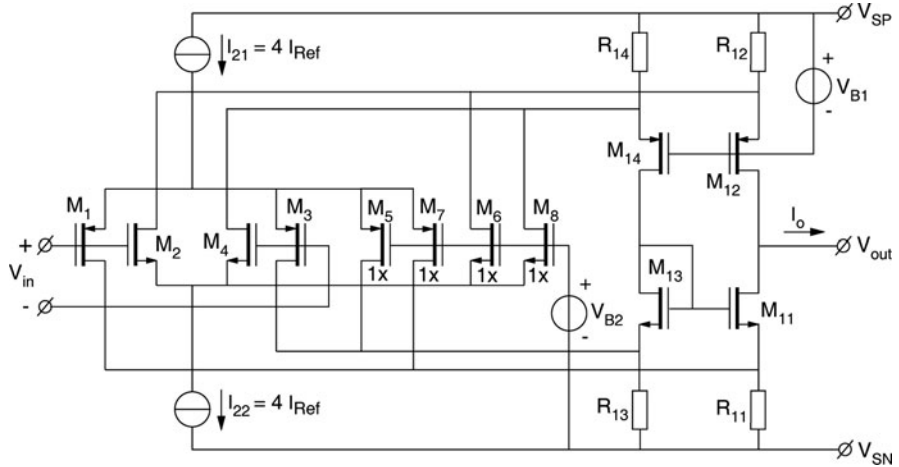 V_SP
I_21 = 4 I_Ref
R_14
R_12
+
V_B1
-
M_14
M_12
M_1
M_2
M_4
M_3
M_5
M_7
M_6
M_8
+
V_in
-
1x
1x
1x
1x
I_o
V_out
M_13
M_11
+
V_B2
-
I_22 = 4 I_Ref
R_13
R_11
V_SN